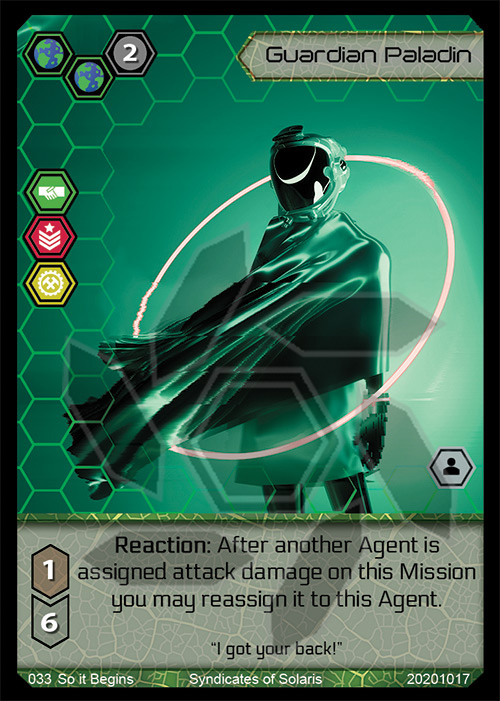 2
Guardian Paladin
1
6
Reaction: After another Agent is
assigned attack damage on this Mission
you may reassign it to this Agent.
“I got your back!”
033 So it Begins Syndicates of Solaris 20201017